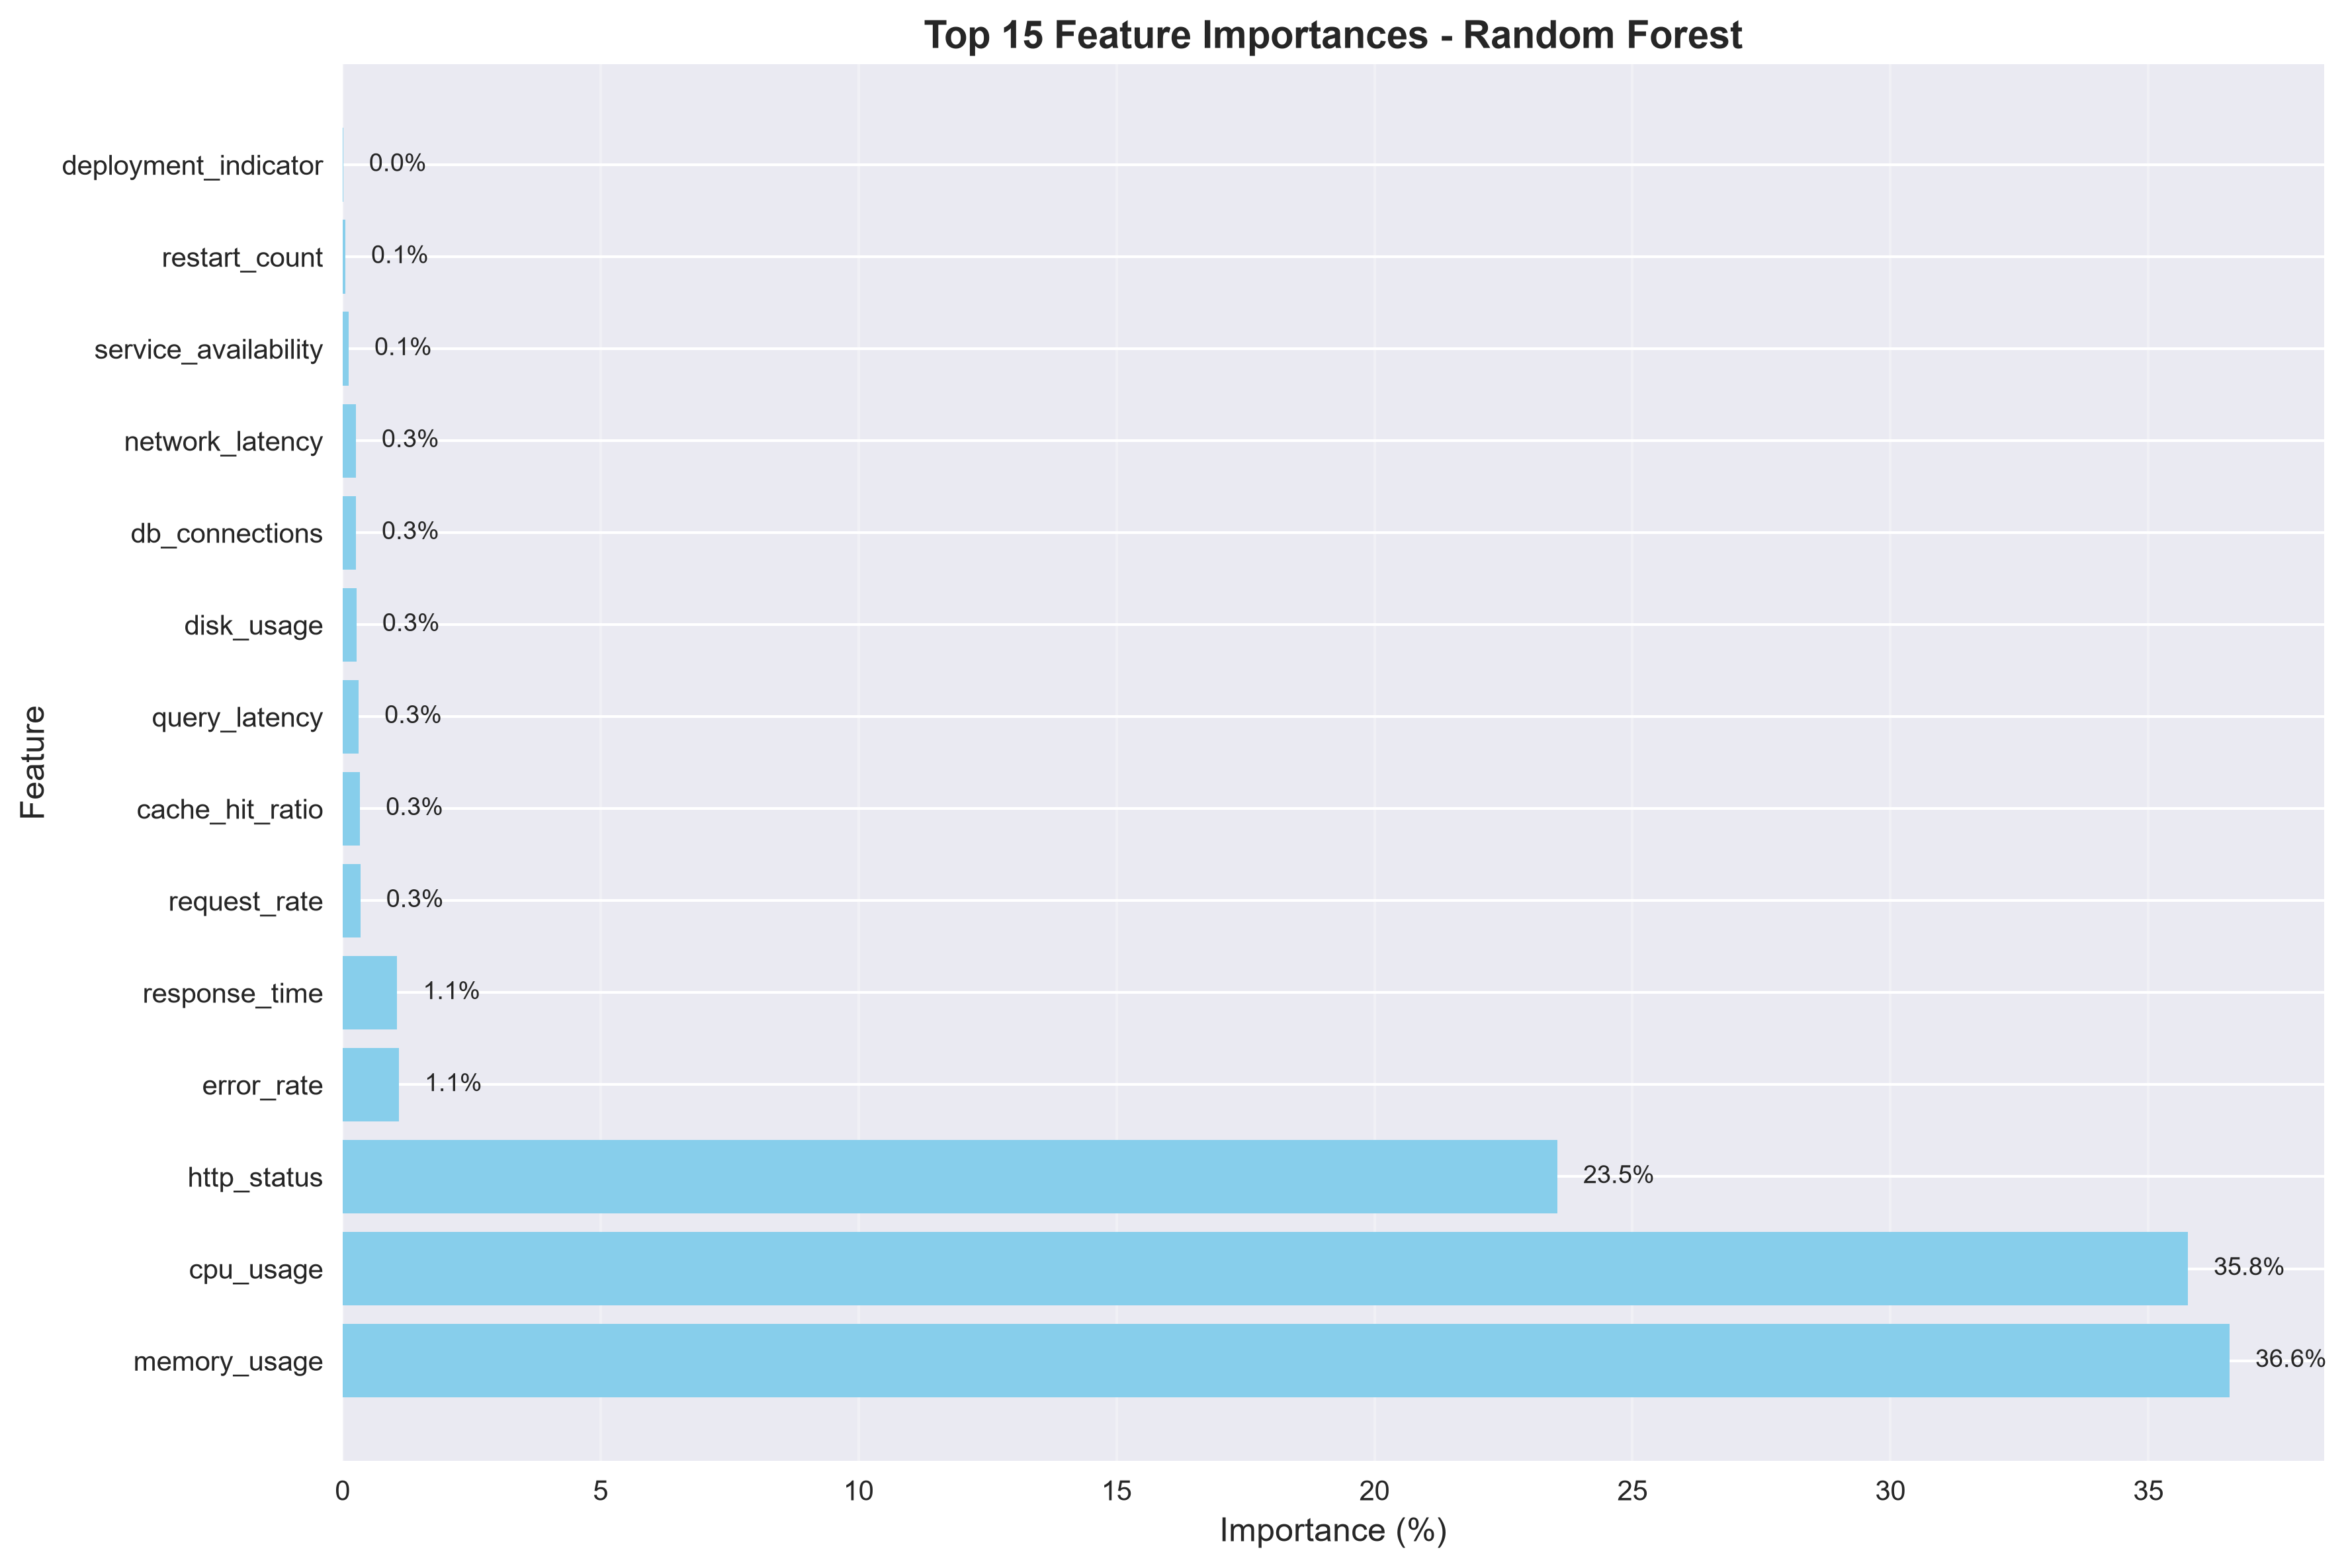 Top 15 Feature Importances - Random Forest
deployment_indicator 0.0%
restart_count 0.1%
service_availability 0.1%
network_latency 0.3%
db_connections 0.3%
disk_usage 0.3%
query_latency 0.3%
cache_hit_ratio 0.3%
request_rate 0.3%
response_time 1.1%
error_rate 1.1%
http_status 23.5%
cpu_usage 35.8%
memory_usage 36.6%
Feature
0 5 10 15 20 25 30 35
Importance (%)